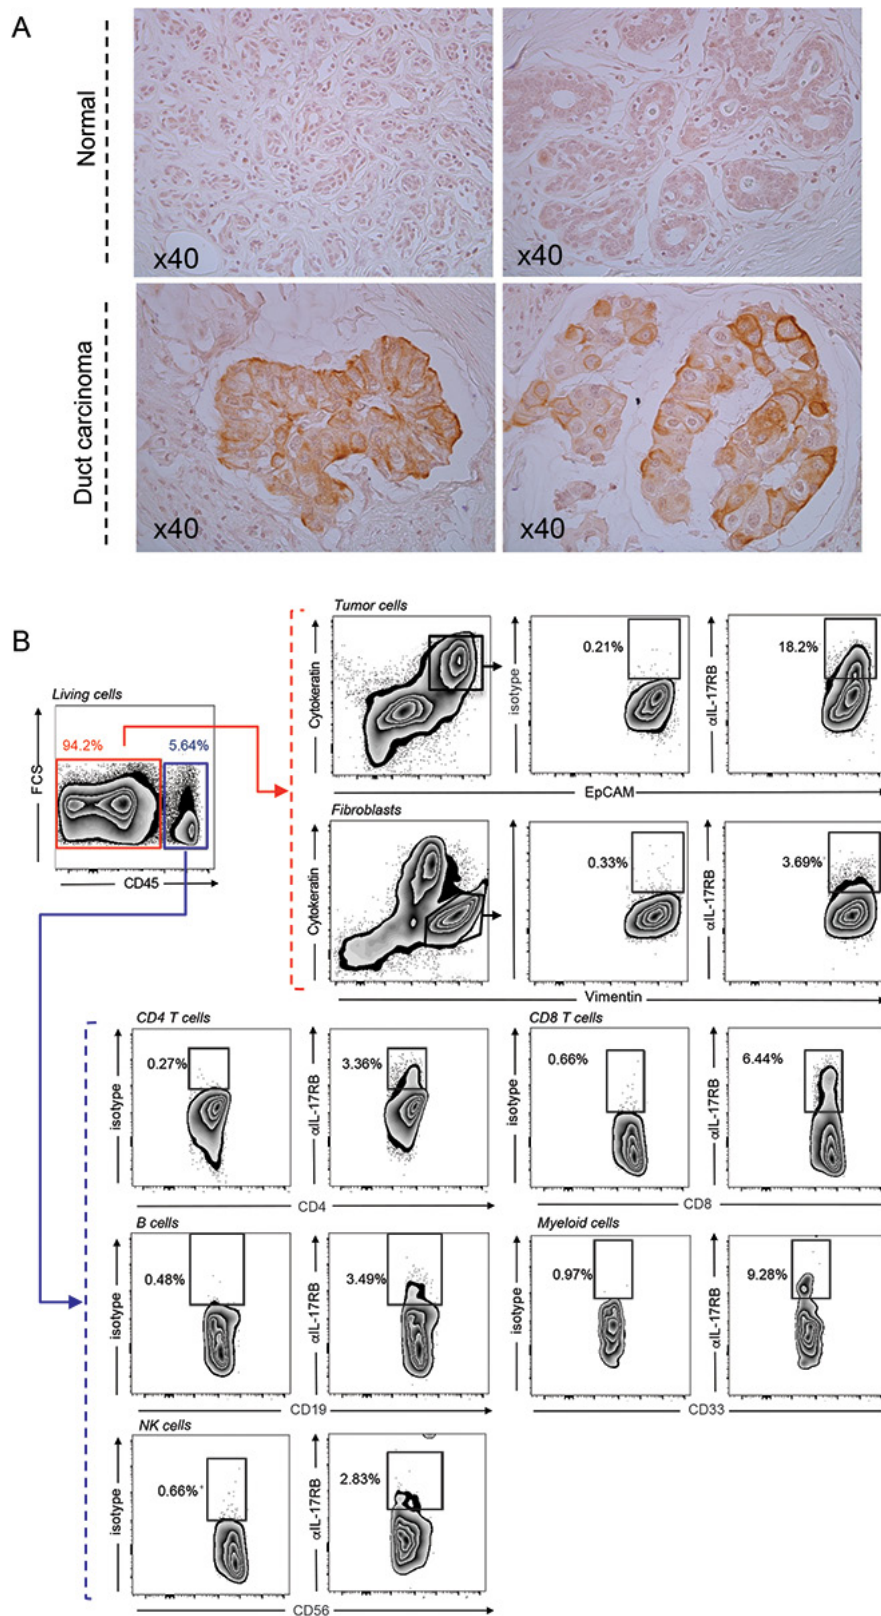 A
Normal
x40
x40
Duct carcinoma
x40
x40
B
Living cells
94.2%
5.64%
FCS
CD45
Tumor cells
Cytokeratin
isotype
0.21%
αIL-17RB
18.2%
EpCAM
Fibroblasts
Cytokeratin
0.33%
αIL-17RB
3.69%
Vimentin
CD4 T cells
isotype
0.27%
αIL-17RB
3.36%
CD4
CD8 T cells
isotype
0.66%
αIL-17RB
6.44%
CD8
B cells
isotype
0.48%
αIL-17RB
3.49%
CD19
Myeloid cells
isotype
0.97%
αIL-17RB
9.28%
CD33
NK cells
isotype
0.66%
αIL-17RB
2.83%
CD56